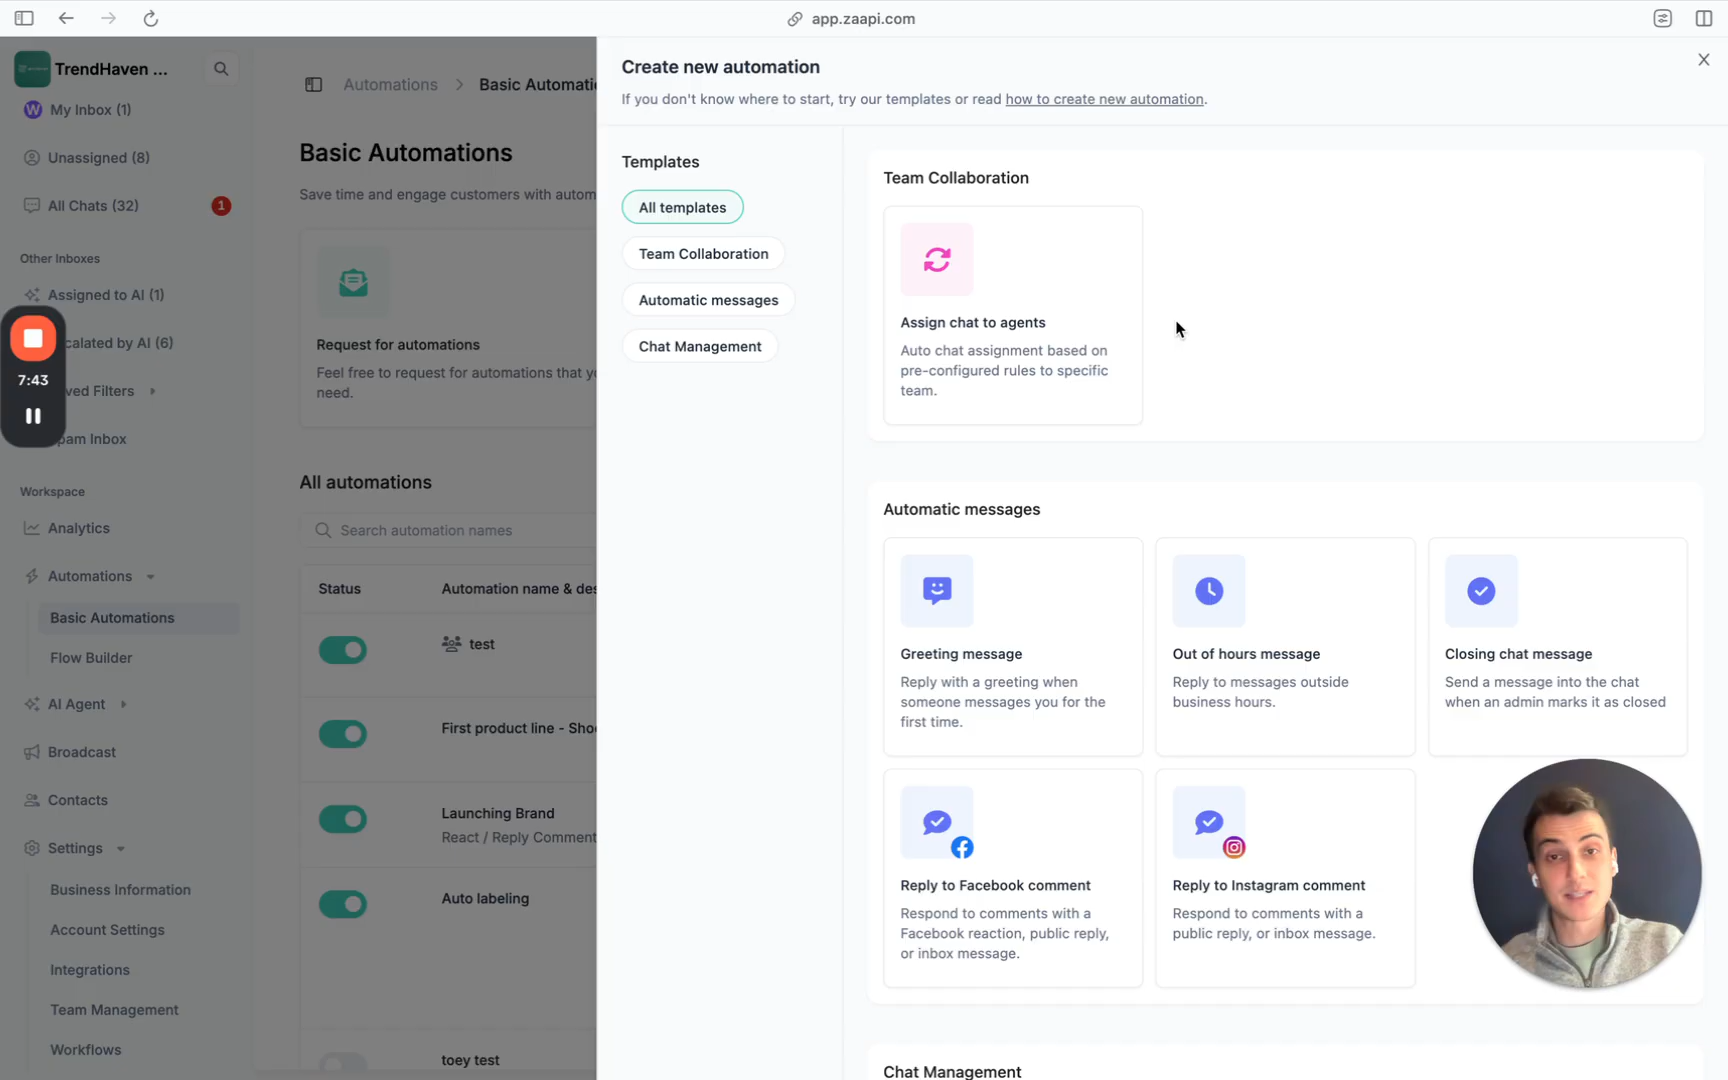 app.zaapi.com
TrendHaven ...
My Inbox (1)
Unassigned (8)
All Chats (32)
1
Other Inboxes
Assigned to AI (1)
calated by AI (6)
ved Filters
pam Inbox
7:43
Workspace
Analytics
Automations
Basic Automations
Flow Builder
AI Agent
Broadcast
Contacts
Settings
Business Information
Account Settings
Integrations
Team Management
Workflows
Automations > Basic Automati
Basic Automations
Save time and engage customers with autom
Request for automations
Feel free to request for automations that yo
need.
All automations
Search automation names
Status
Automation name & des
test
First product line - Sho
Launching Brand
React / Reply Comment
Auto labeling
toey test
Create new automation
If you don't know where to start, try our templates or read how to create new automation.
Templates
All templates
Team Collaboration
Automatic messages
Chat Management
Team Collaboration
Assign chat to agents
Auto chat assignment based on
pre-configured rules to specific
team.
Automatic messages
Greeting message
Reply with a greeting when
someone messages you for the
first time.
Out of hours message
Reply to messages outside
business hours.
Closing chat message
Send a message into the chat
when an admin marks it as closed
Reply to Facebook comment
Respond to comments with a
Facebook reaction, public reply,
or inbox message.
Reply to Instagram comment
Respond to comments with a
public reply, or inbox message.
Chat Management